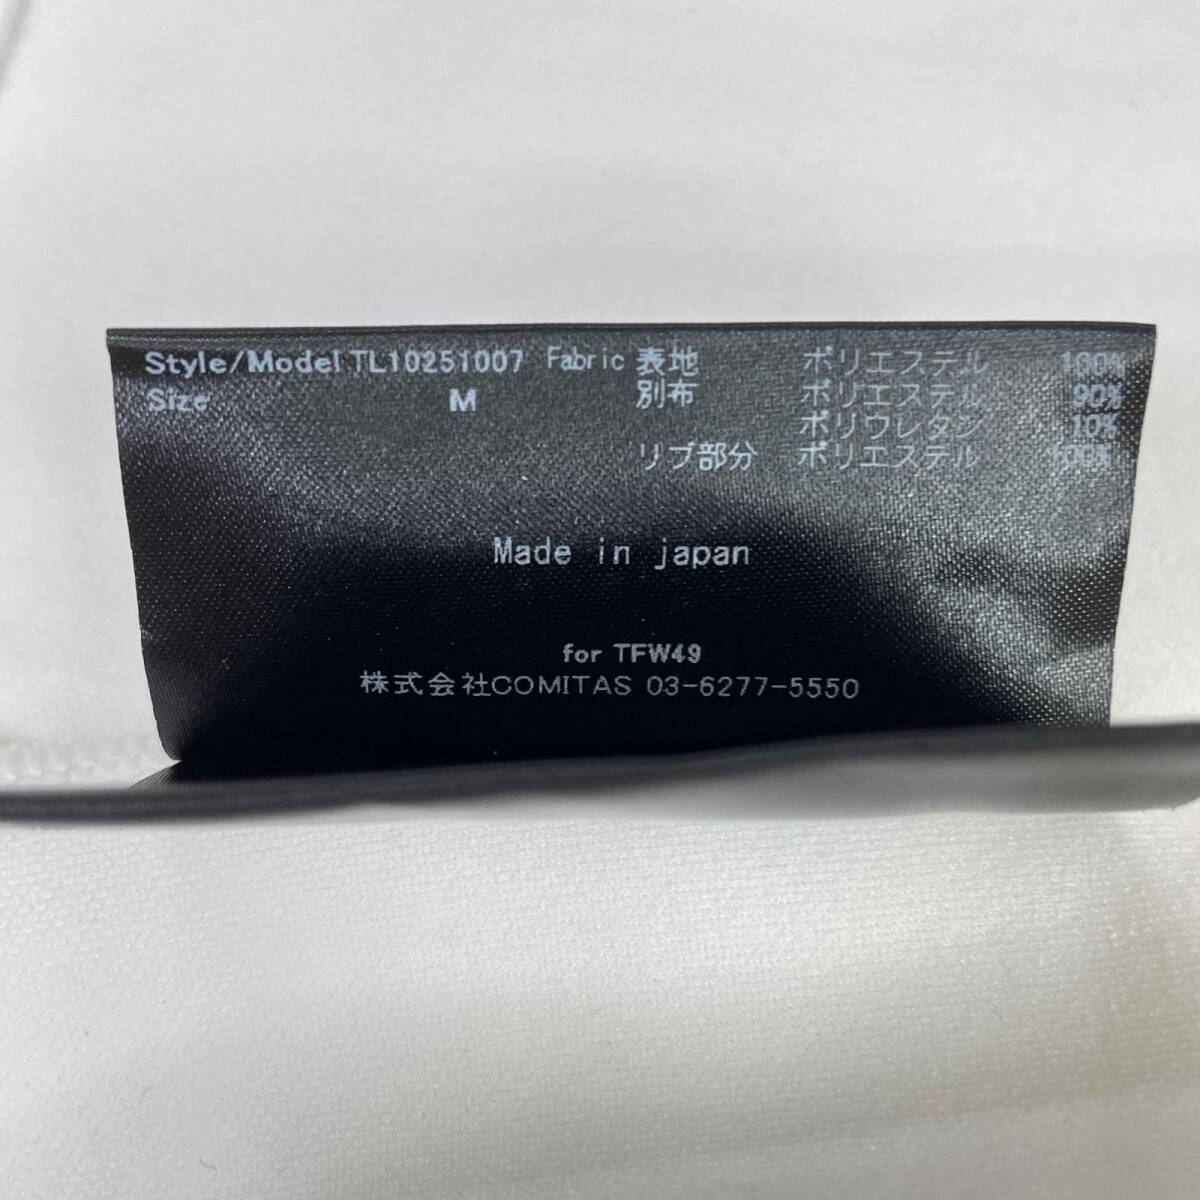 Style/Model TL10251007 Fabric 表地 ポリエステル 100%
Size M 別布 ポリエステル 90%
ポリウレタン 10%
リブ部分 ポリエステル 100%
Made in japan
for TFW49
株式会社COMITAS 03-6277-5550